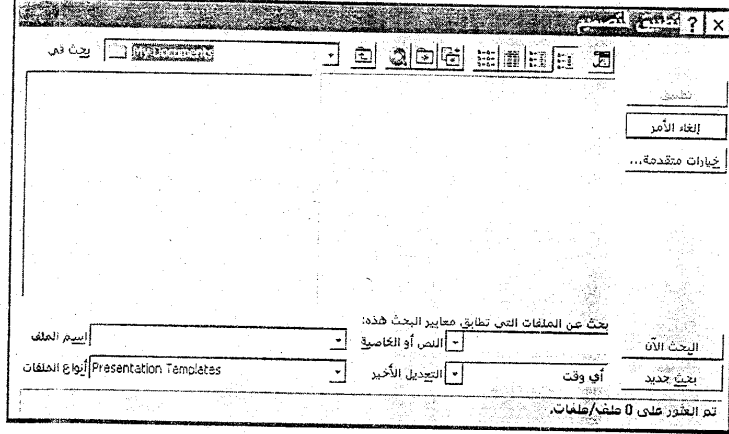 بحث في My Documents
تطبيق
إلغاء الأمر
خيارات متقدمة...
بحث عن الملفات التي تطابق معايير البحث هذه:
اسم الملف النص أو الخاصية البحث الآن
أنواع الملفات Presentation Templates التعديل الأخير أي وقت بحث جديد
تم العثور على 0 ملف/ملفات.